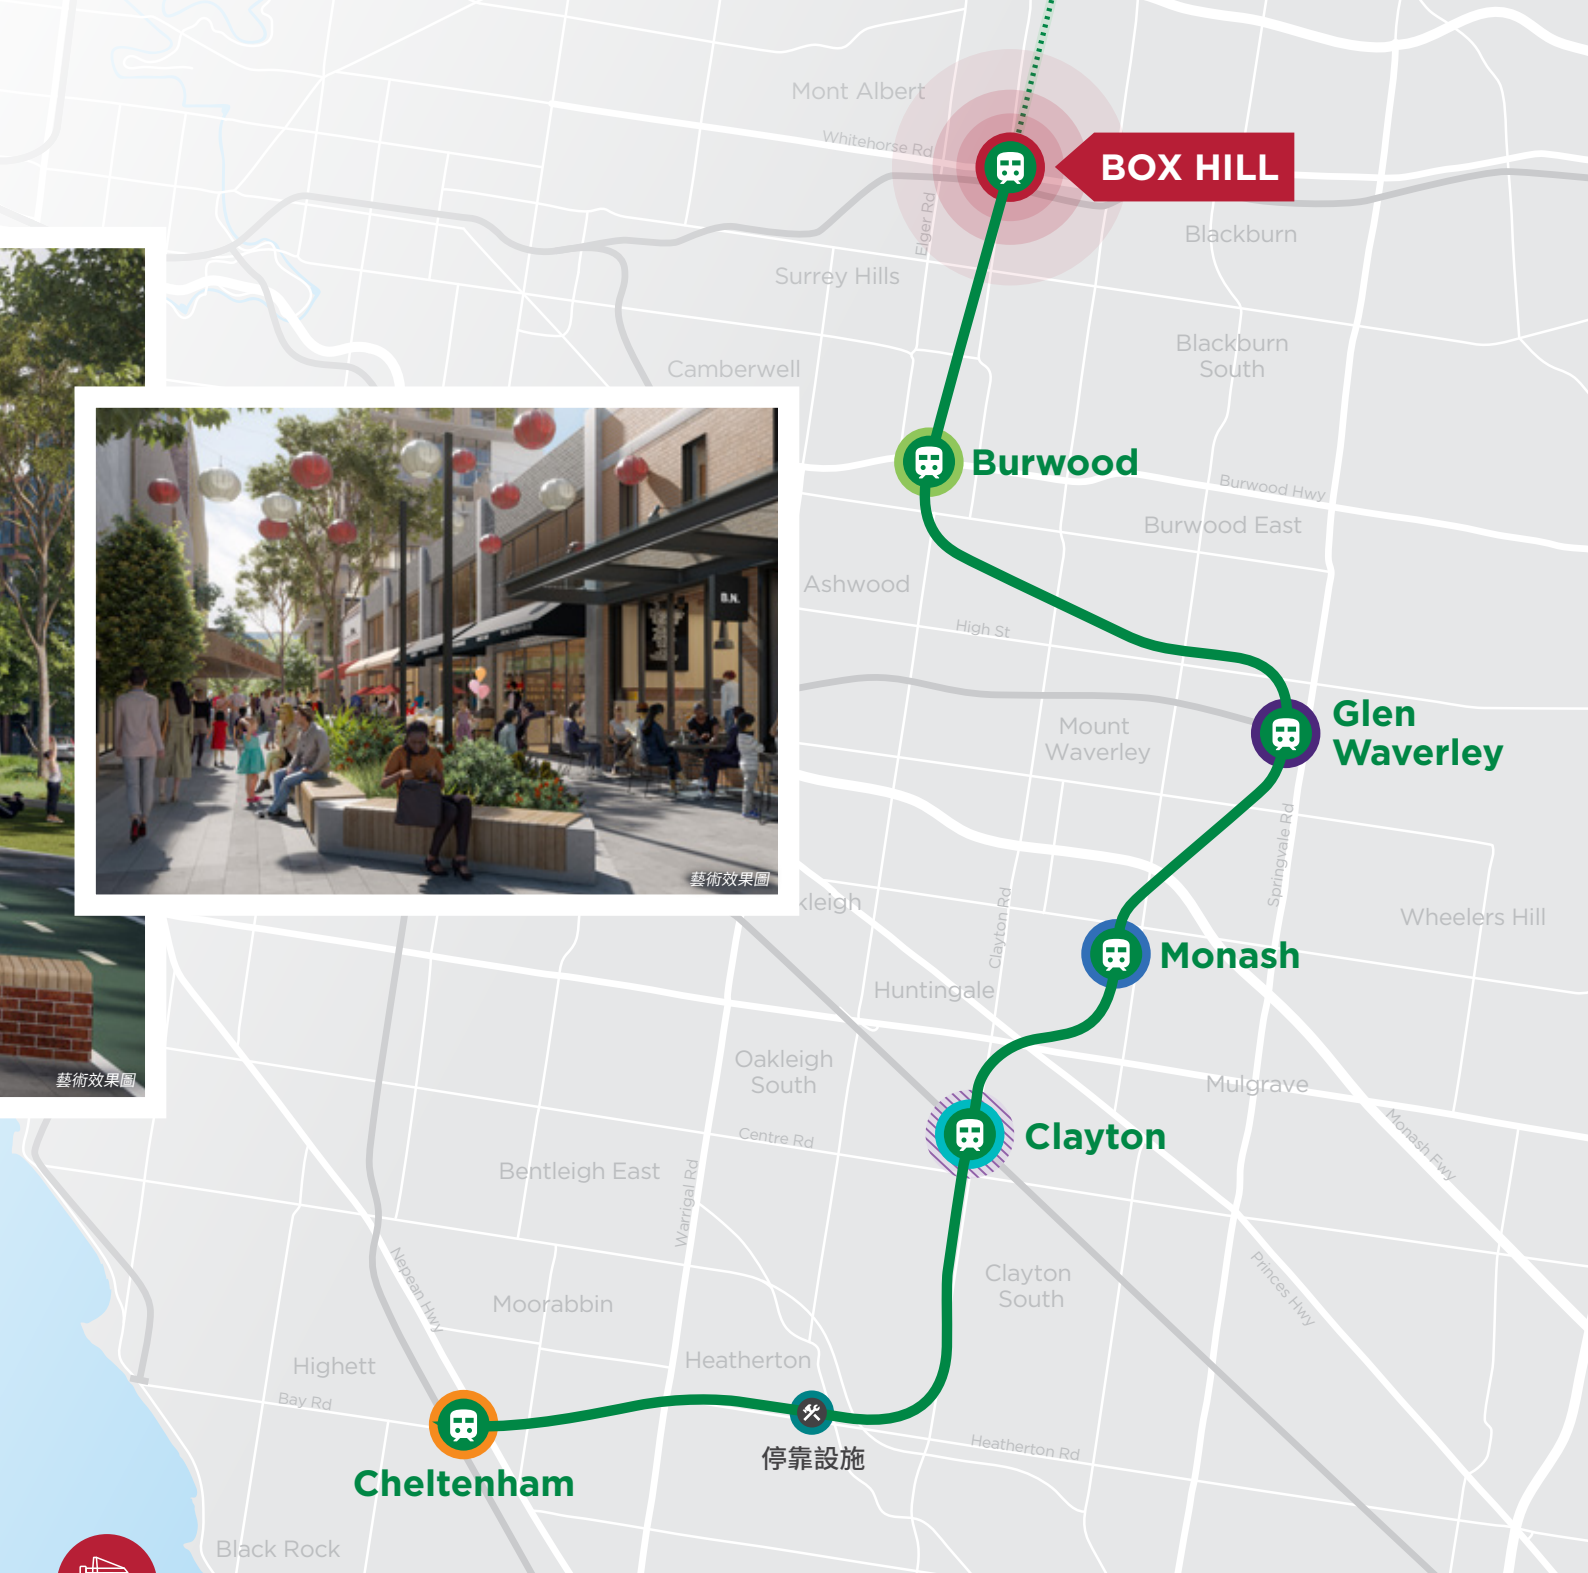 Mont Albert
Whitehorse Rd
BOX HILL
Elger Rd
Blackburn
Surrey Hills
Blackburn
South
Camberwell
Burwood
Burwood Hwy
Burwood East
Ashwood
B.N.
High St
Glen
Waverley
Mount
Waverley
Springvale Rd
藝術效果圖
kleigh
Clayton Rd
Wheelers Hill
Monash
Huntingale
Oakleigh
South
藝術效果圖
Mulgrave
Monash Fwy
Centre Rd
Clayton
Bentleigh East
Warrigal Rd
Nepean Hwy
Clayton
South
Princes Hwy
Moorabbin
Heatherton
Highett
Bay Rd
停靠設施
Heatherton Rd
Cheltenham
Black Rock